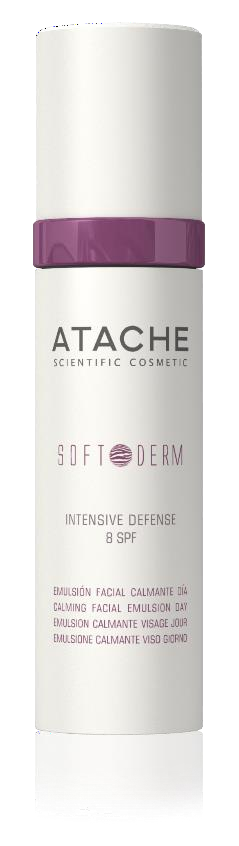 ATACHE
SCIENTIFIC COSMETIC
SOFT DERM
INTENSIVE DEFENSE
8 SPF
EMULSIÓN FACIAL CALMANTE DÍA
CALMING FACIAL EMULSION DAY
EMULSION CALMANTE VISAGE JOUR
EMULSIONE CALMANTE VISO GIORNO